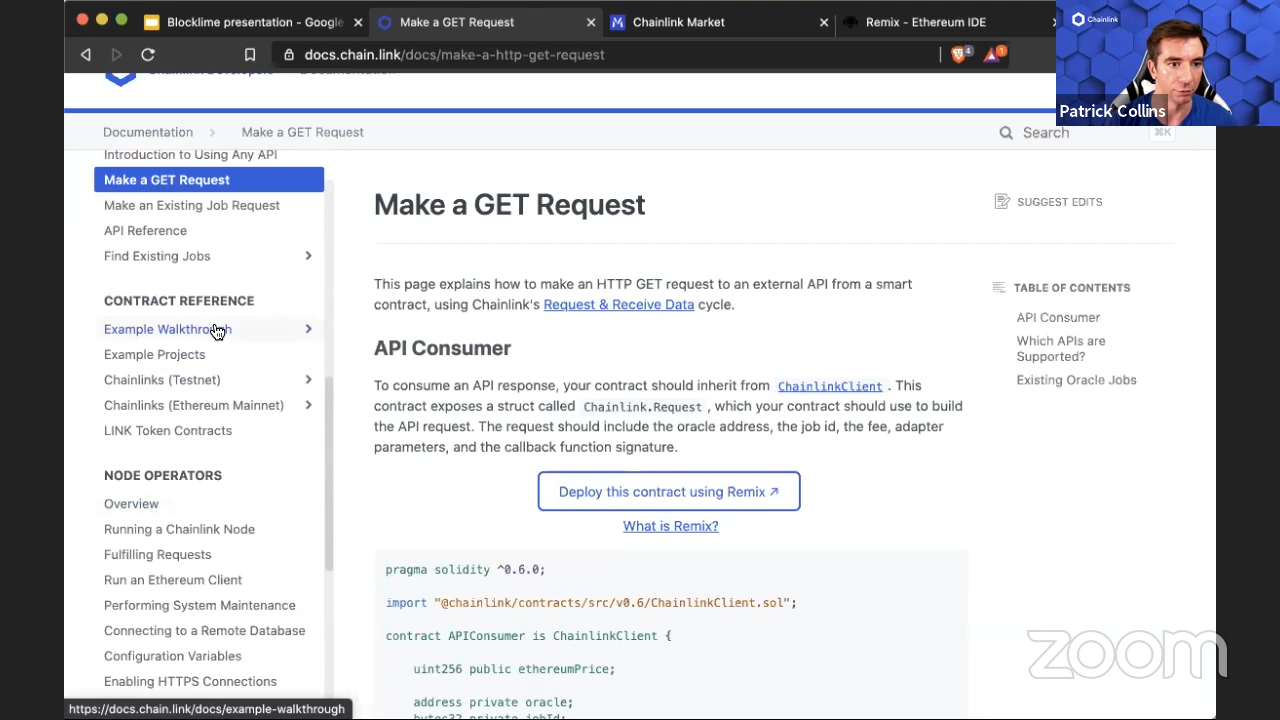 Blocklime presentation - Google
Make a GET Request
Chainlink Market
Remix - Ethereum IDE
docs.chain.link/docs/make-a-http-get-request
4
1
Chainlink
Patrick Collins
Chainlink Developers
Documentation
Documentation
Make a GET Request
Search
⌘K
Introduction to Using Any API
Make a GET Request
Make an Existing Job Request
API Reference
Find Existing Jobs
CONTRACT REFERENCE
Example Walkthrough
Example Projects
Chainlinks (Testnet)
Chainlinks (Ethereum Mainnet)
LINK Token Contracts
NODE OPERATORS
Overview
Running a Chainlink Node
Fulfilling Requests
Run an Ethereum Client
Performing System Maintenance
Connecting to a Remote Database
Configuration Variables
Enabling HTTPS Connections
https://docs.chain.link/docs/example-walkthrough
Make a GET Request
SUGGEST EDITS
This page explains how to make an HTTP GET request to an external API from a smart
contract, using Chainlink's Request & Receive Data cycle.
API Consumer
To consume an API response, your contract should inherit from ChainlinkClient. This
contract exposes a struct called Chainlink.Request, which your contract should use to build
the API request. The request should include the oracle address, the job id, the fee, adapter
parameters, and the callback function signature.
Deploy this contract using Remix ↗
What is Remix?
pragma solidity ^0.6.0;
import "@chainlink/contracts/src/v0.6/ChainlinkClient.sol";
contract APIConsumer is ChainlinkClient {
uint256 public ethereumPrice;
address private oracle;
bytes32 private jobId;
TABLE OF CONTENTS
API Consumer
Which APIs are
Supported?
Existing Oracle Jobs
zoom